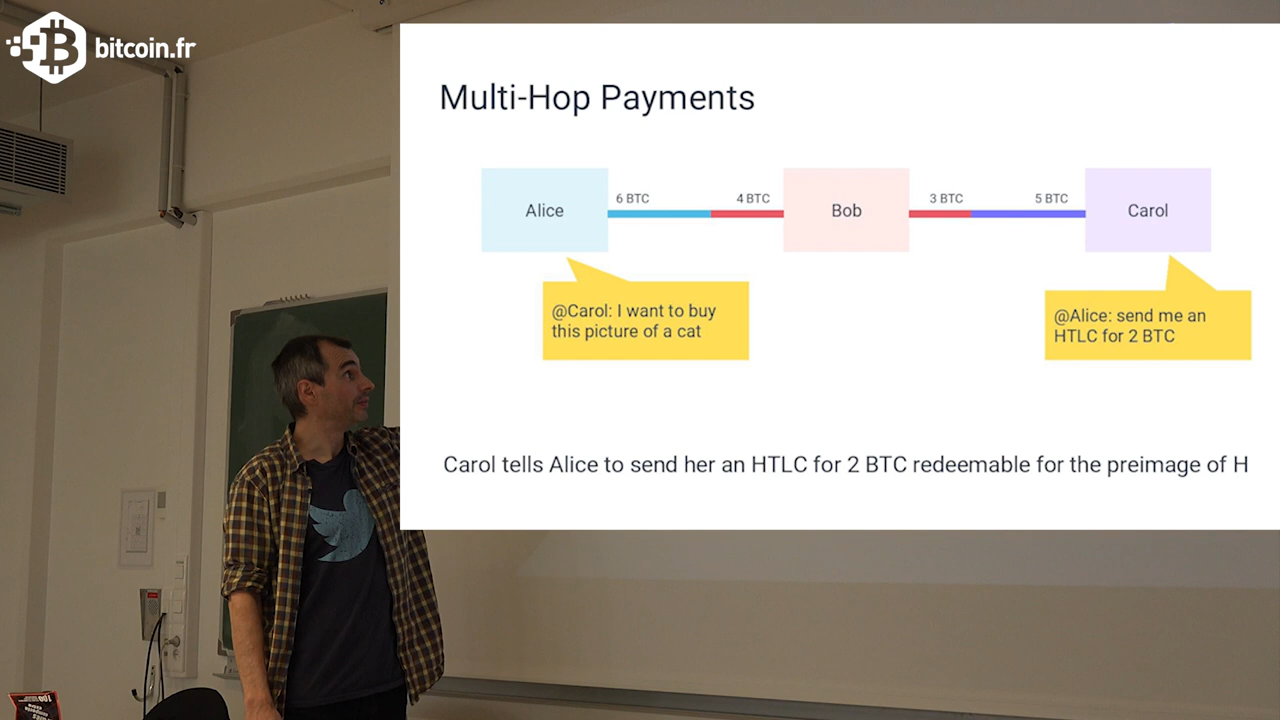 bitcoin.fr
Multi-Hop Payments
Alice
6 BTC
4 BTC
Bob
3 BTC
5 BTC
Carol
@Carol: I want to buy
this picture of a cat
@Alice: send me an
HTLC for 2 BTC
Carol tells Alice to send her an HTLC for 2 BTC redeemable for the preimage of H